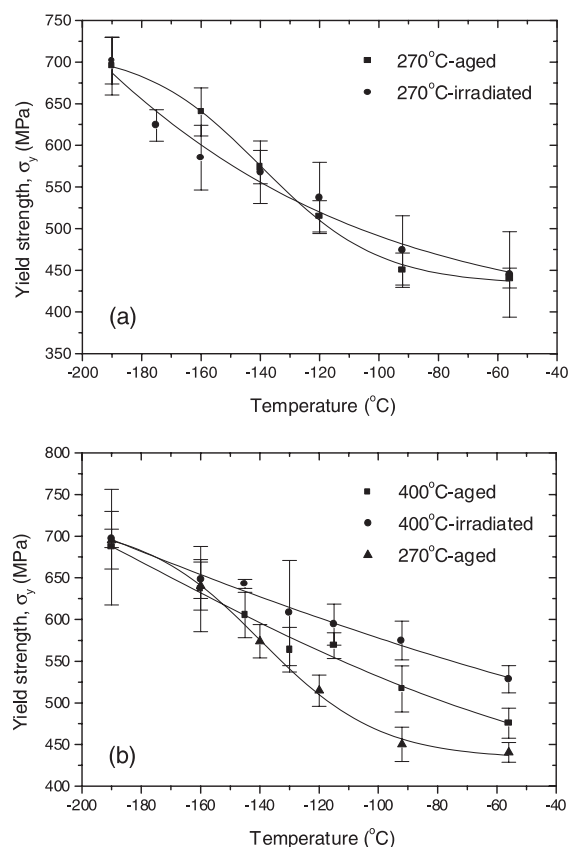 750
700
650
600
550
500
450
400
350
Yield strength, σy (MPa)
270°C-aged
270°C-irradiated
(a)
-200 -180 -160 -140 -120 -100 -80 -60 -40
Temperature (°C)
800
750
700
650
600
550
500
450
400
Yield strength, σy (MPa)
400°C-aged
400°C-irradiated
270°C-aged
(b)
-200 -180 -160 -140 -120 -100 -80 -60 -40
Temperature (°C)